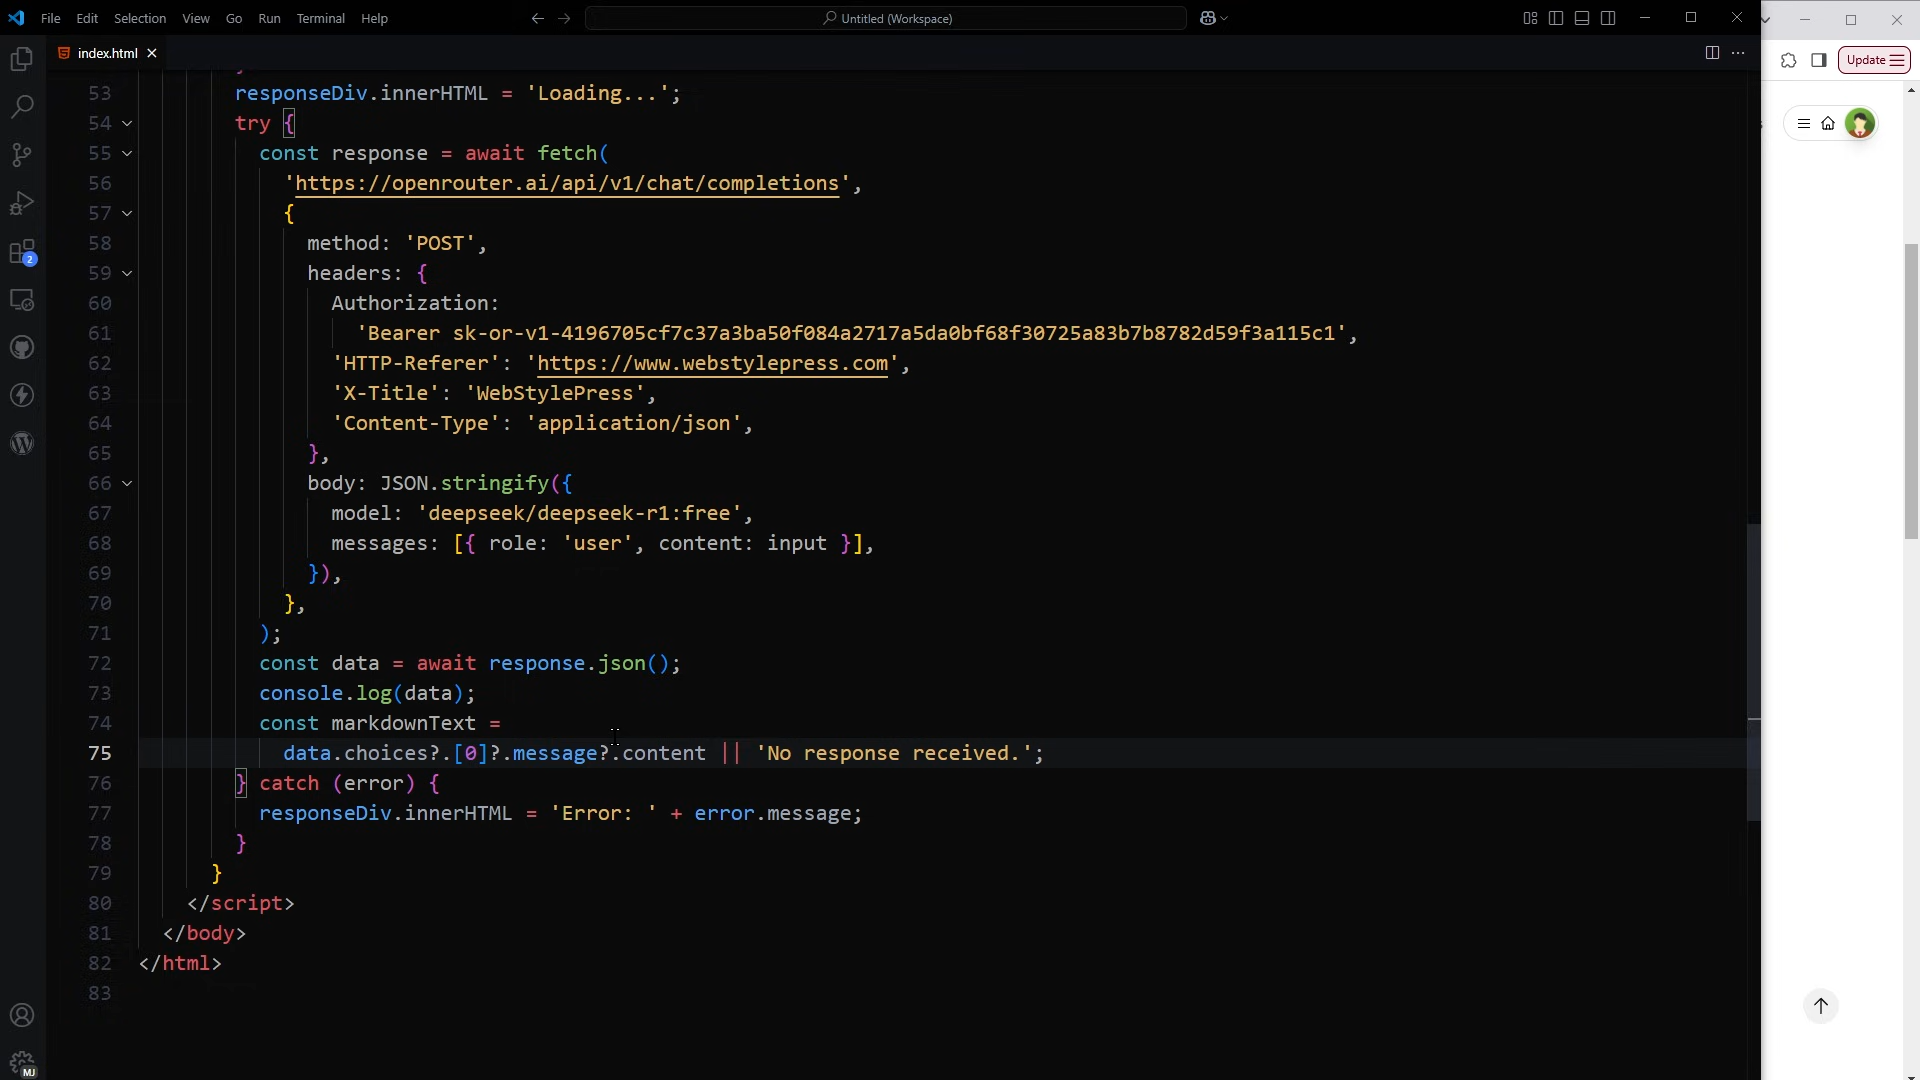 File Edit Selection View Go Run Terminal Help
Untitled (Workspace)
index.html
Update
53 responseDiv.innerHTML = 'Loading...';
54 try {
55 const response = await fetch(
56 'https://openrouter.ai/api/v1/chat/completions',
57 {
58 method: 'POST',
59 headers: {
60 Authorization:
61 'Bearer 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',
62 'HTTP-Referer': 'https://www.webstylepress.com',
63 'X-Title': 'WebStylePress',
64 'Content-Type': 'application/json',
65 },
66 body: JSON.stringify({
67 model: 'deepseek/deepseek-r1:free',
68 messages: [{ role: 'user', content: input }],
69 }),
70 },
71 );
72 const data = await response.json();
73 console.log(data);
74 const markdownText =
75 data.choices?.[0]?.message?.content || 'No response received.';
76 } catch (error) {
77 responseDiv.innerHTML = 'Error: ' + error.message;
78 }
79 }
80 </script>
81 </body>
82 </html>
83
2
MJ